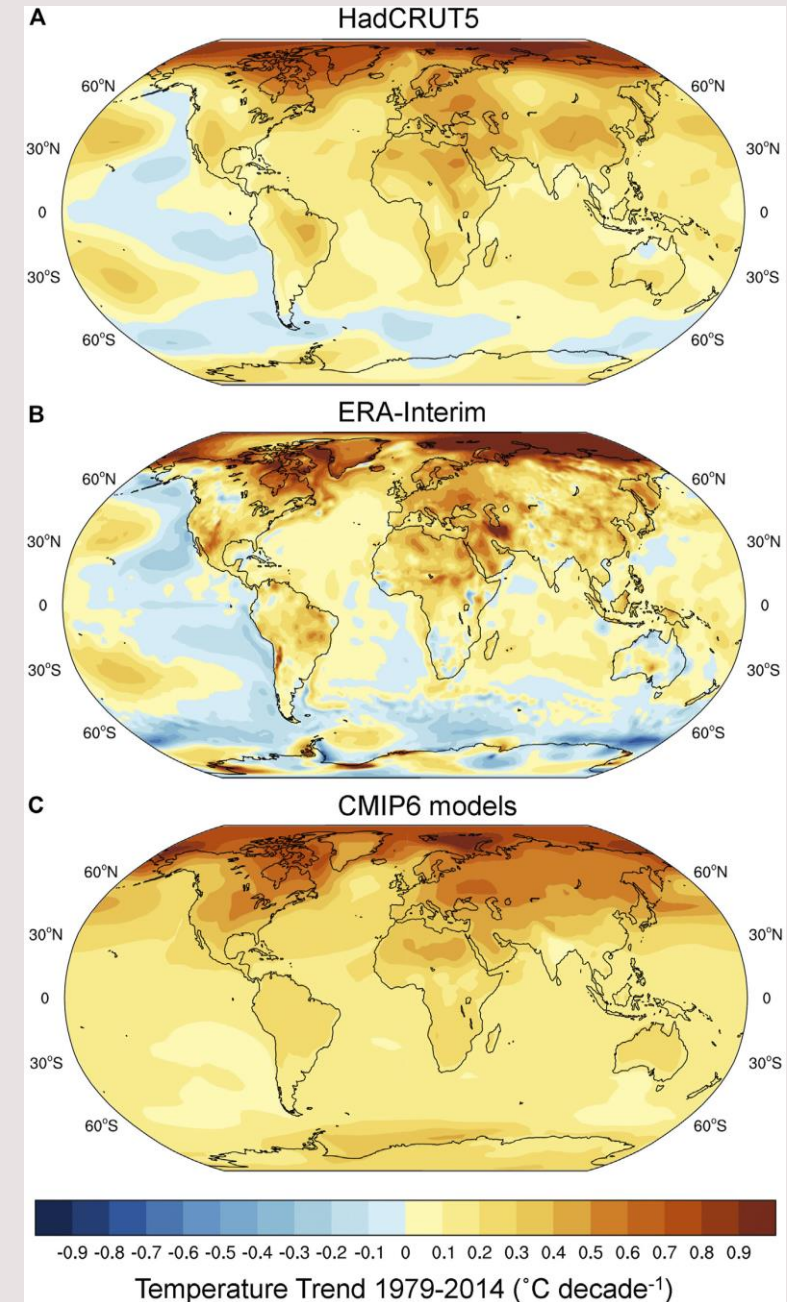 A
HadCRUT5
60°N
60°N
30°N
30°N
0
0
30°S
30°S
60°S
60°S
B
ERA-Interim
60°N
60°N
30°N
30°N
0
0
30°S
30°S
60°S
60°S
C
CMIP6 models
60°N
60°N
30°N
30°N
0
0
30°S
30°S
60°S
60°S
-0.9 -0.8 -0.7 -0.6 -0.5 -0.4 -0.3 -0.2 -0.1 0 0.1 0.2 0.3 0.4 0.5 0.6 0.7 0.8 0.9
Temperature Trend 1979-2014 (˚C decade⁻¹)